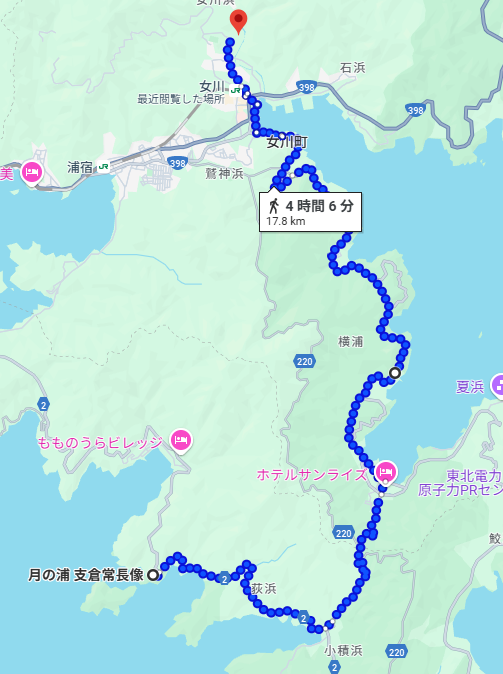 女川浜
石浜
398
女川
最近閲覧した場所
398
女川町
浦宿
398
美
鷲神浜
4 時間 6 分
17.8 km
横浦
220
2
夏浜
もものうらビレッジ
ホテルサンライズ
東北電力
原子力PRセン
220
鮫
月の浦 支倉常長像
2
荻浜
2
小積浜
220
2